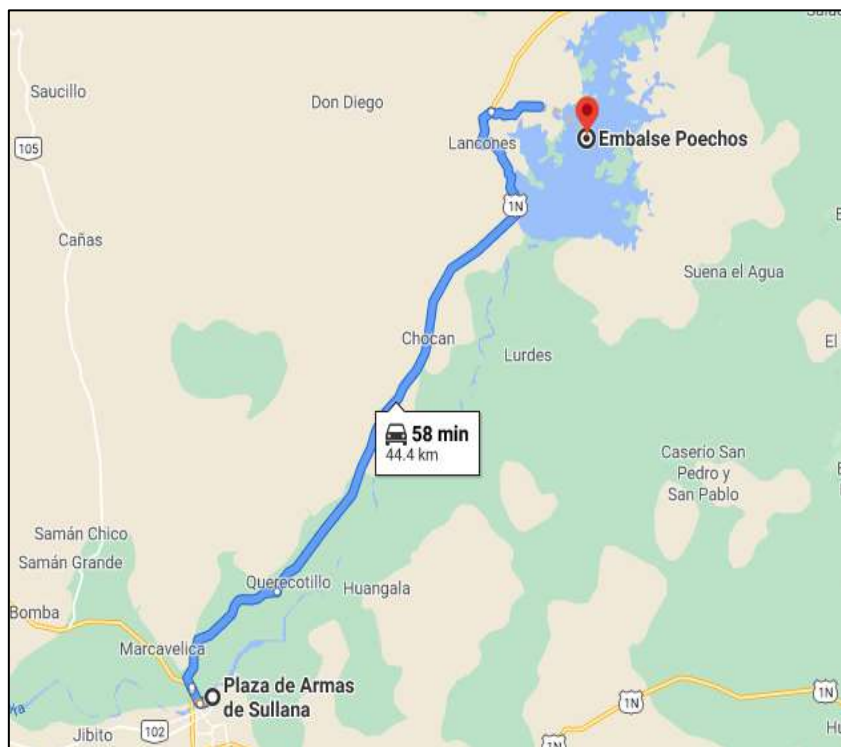 Saucillo
Don Diego
105
Lancones
Embalse Poechos
1N
Cañas
Suena el Agua
Chocan
Lurdes
El
58 min
44.4 km
Caserio San
Pedro y
San Pablo
Samán Chico
Samán Grande
Querecotillo
Huangala
Bomba
Marcavelica
Plaza de Armas
de Sullana
1N
1N
102
Jibito
1N